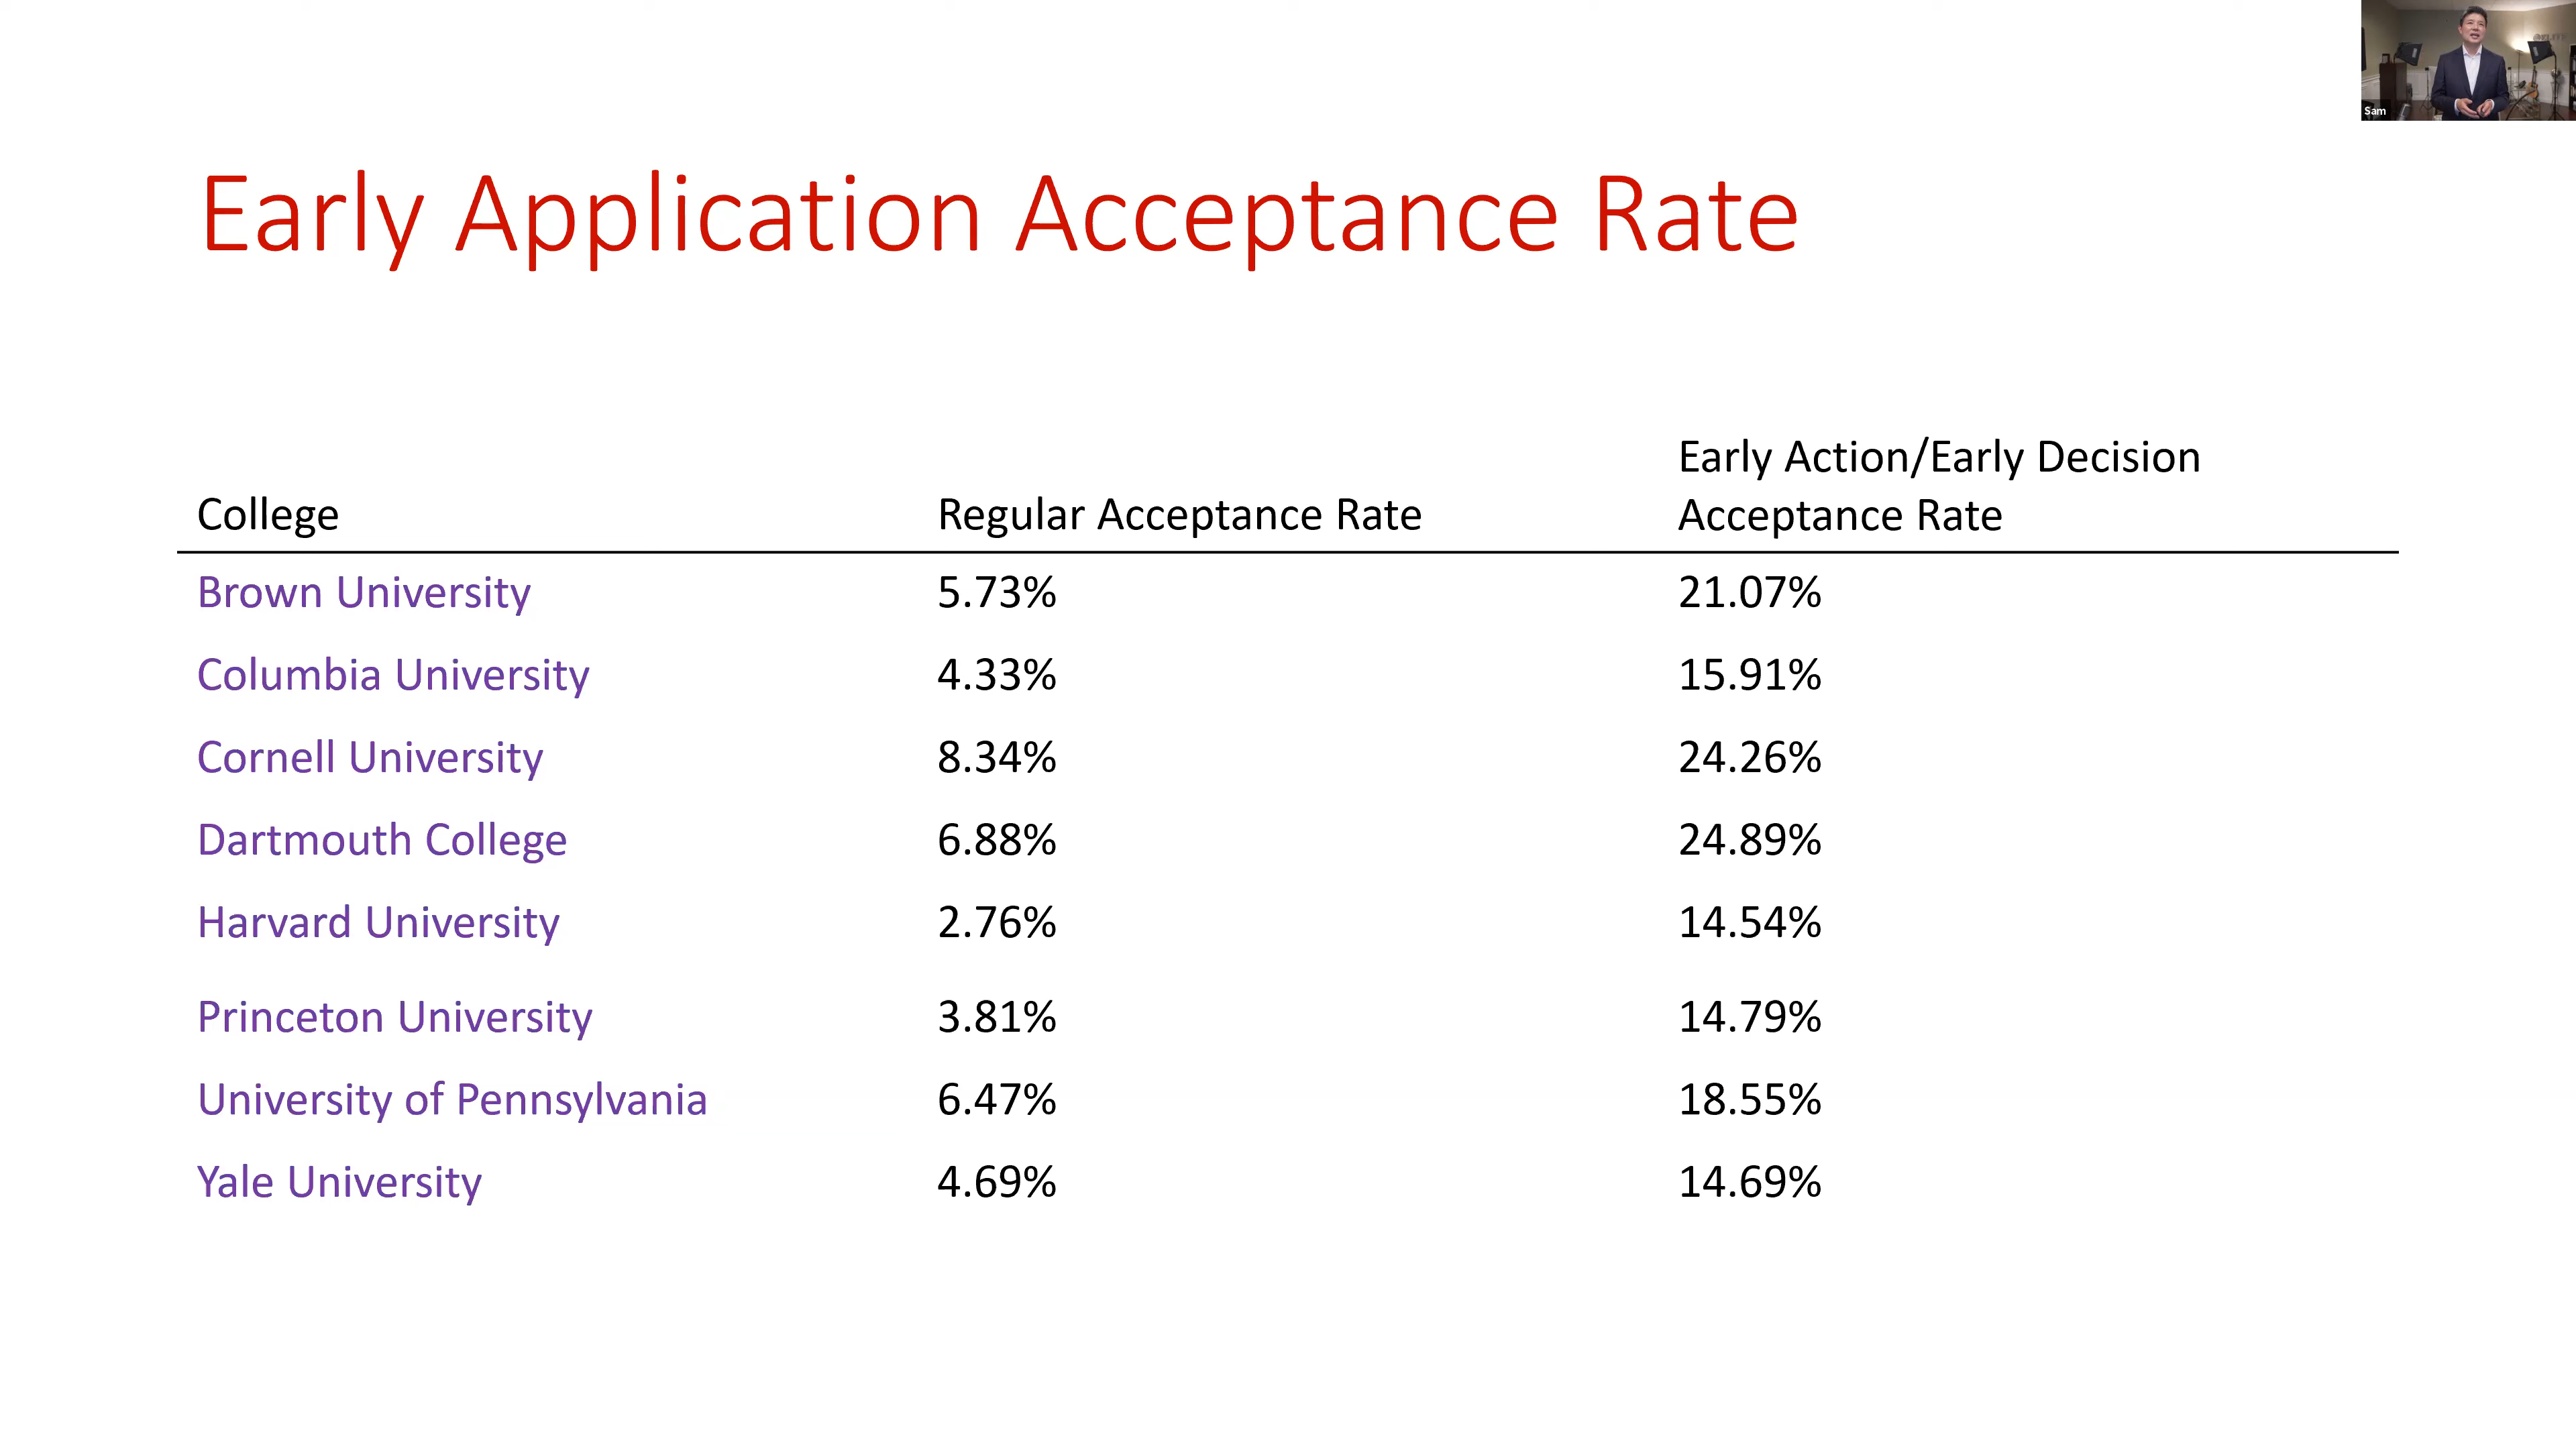 Sam
Early Application Acceptance Rate
College Regular Acceptance Rate Early Action/Early Decision Acceptance Rate
Brown University 5.73% 21.07%
Columbia University 4.33% 15.91%
Cornell University 8.34% 24.26%
Dartmouth College 6.88% 24.89%
Harvard University 2.76% 14.54%
Princeton University 3.81% 14.79%
University of Pennsylvania 6.47% 18.55%
Yale University 4.69% 14.69%